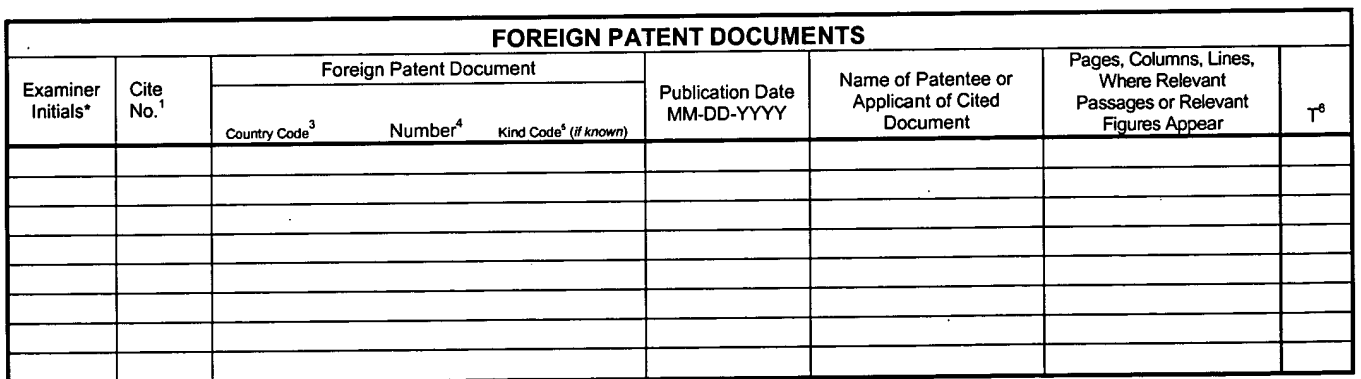 FOREIGN PATENT DOCUMENTS
Examiner Initials*
Cite No.1
Foreign Patent Document
Country Code3 Number4 Kind Code5 (if known)
Publication Date
MM-DD-YYYY
Name of Patentee or
Applicant of Cited
Document
Pages, Columns, Lines,
Where Relevant
Passages or Relevant
Figures Appear
T6